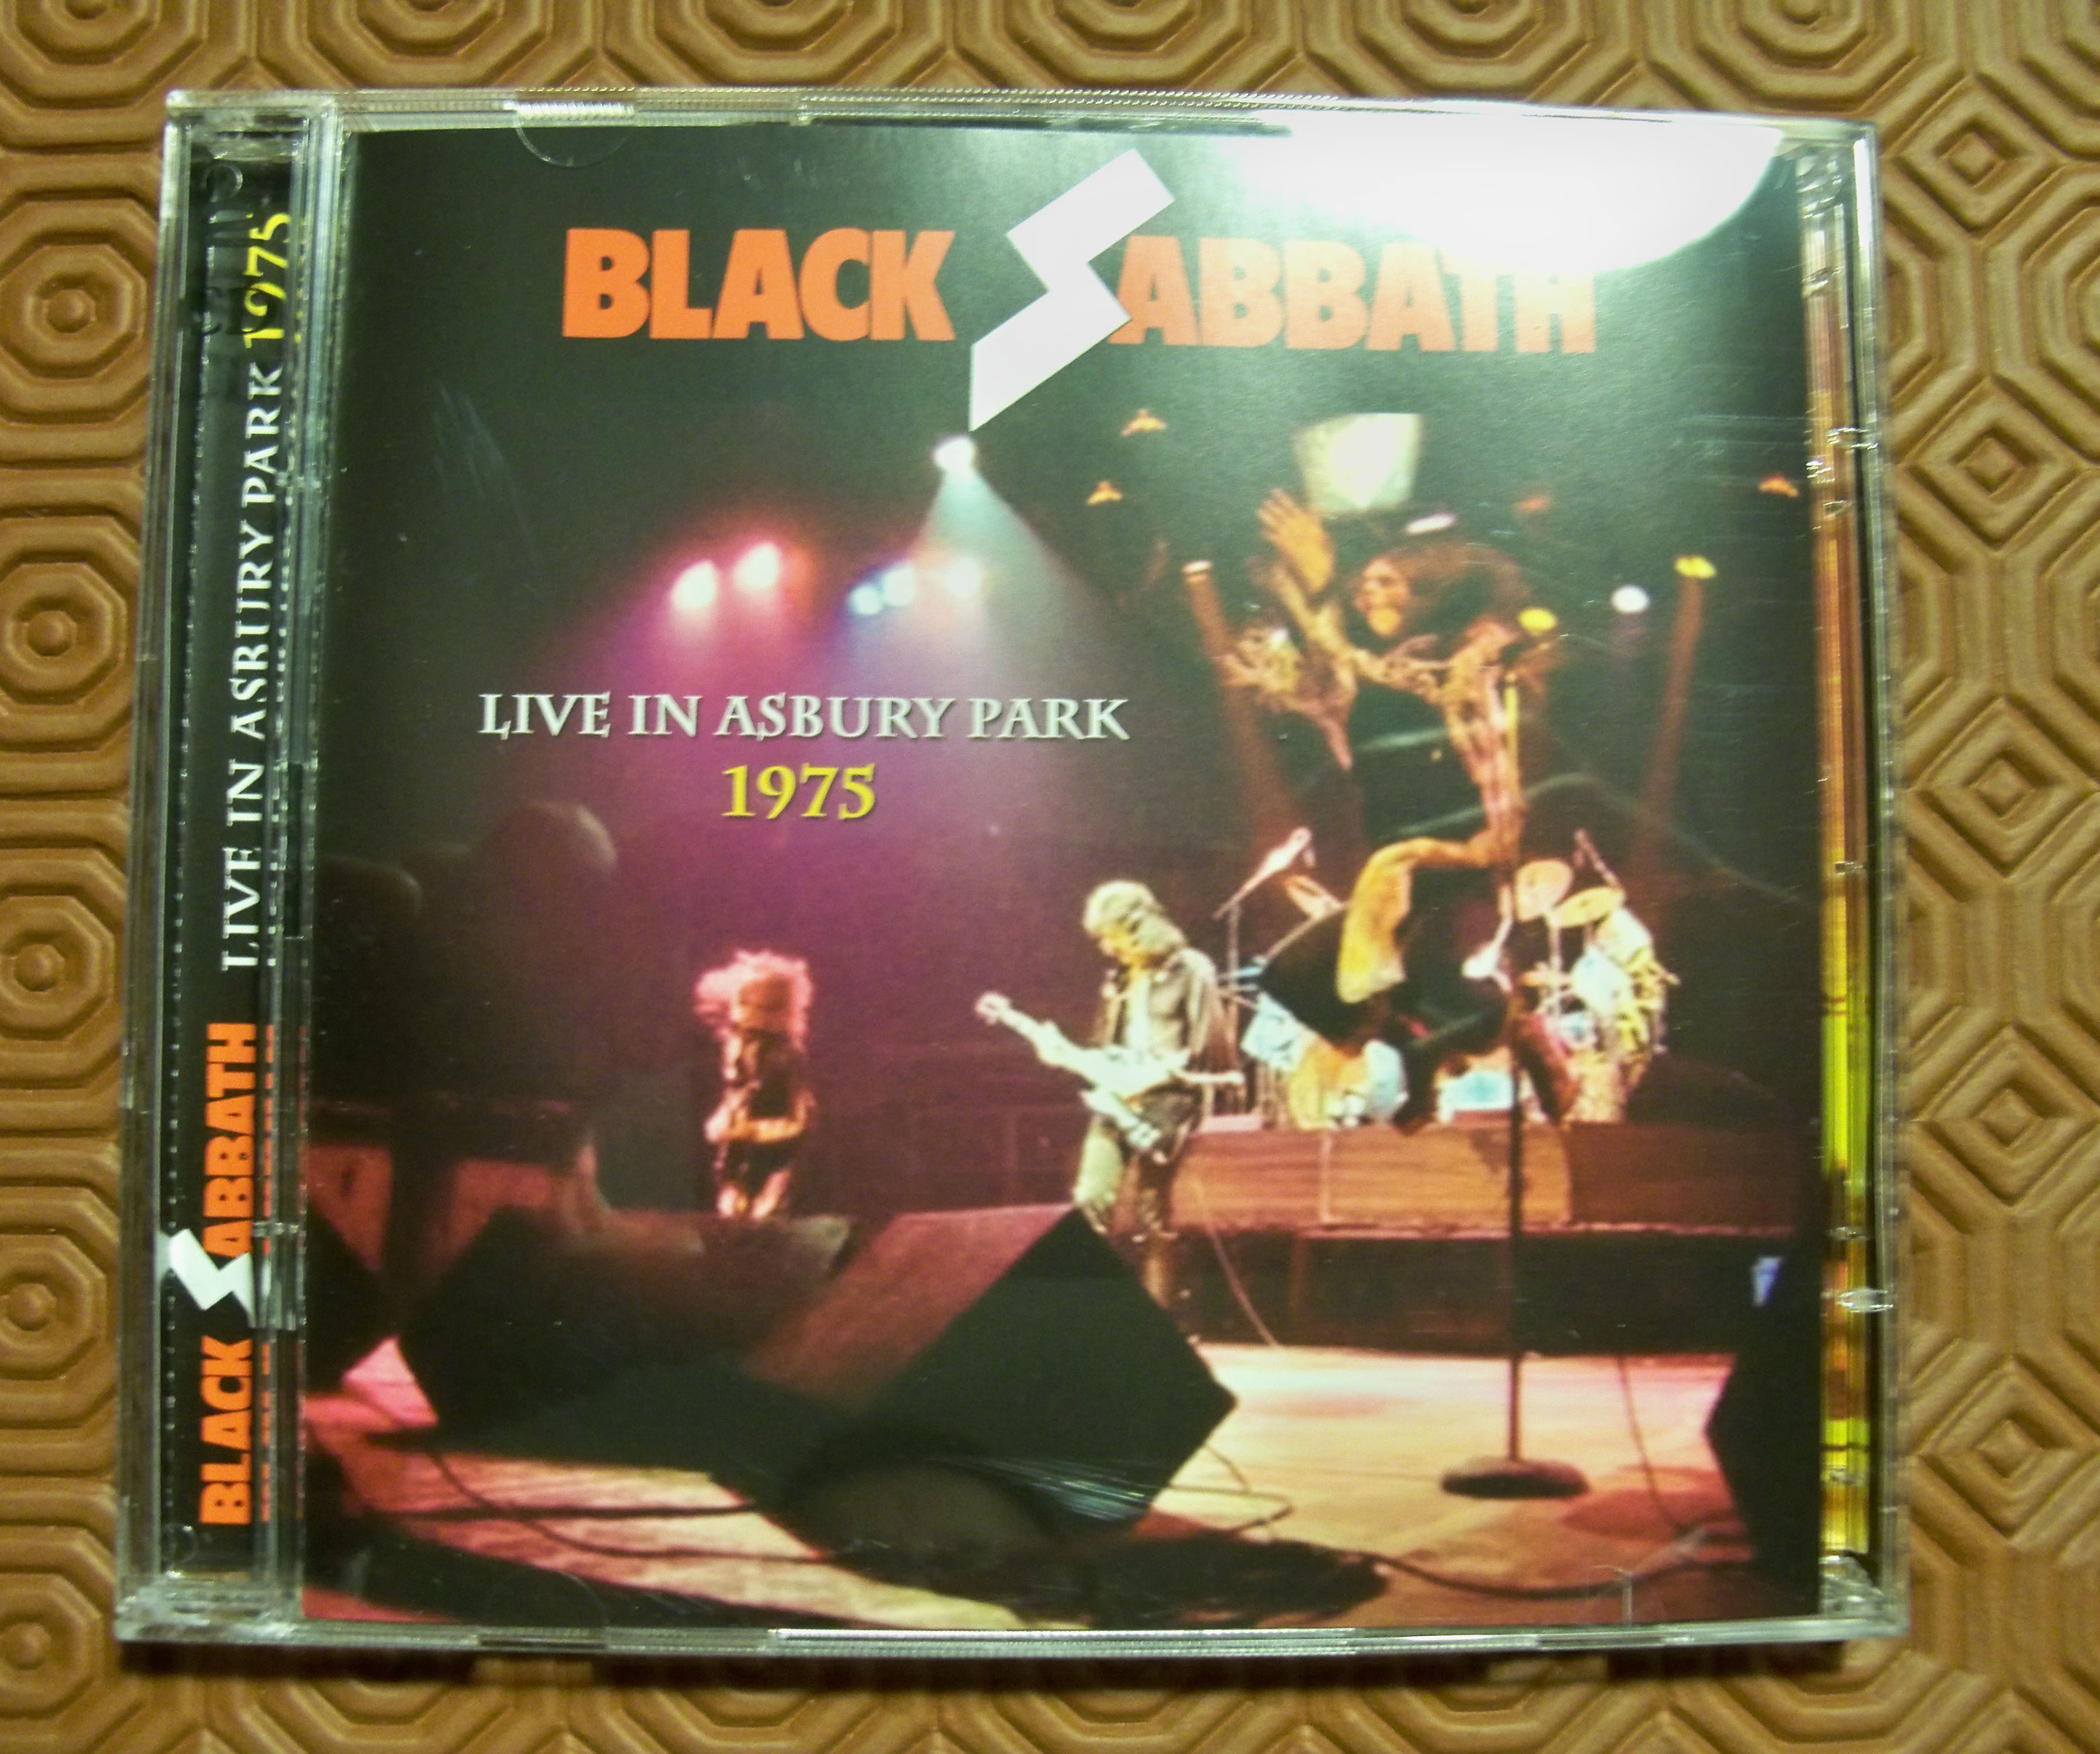 BLACK SABBATH
LIVE IN ASBURY PARK
1975
BLACK SABBATH LIVE IN ASBURY PARK 1975